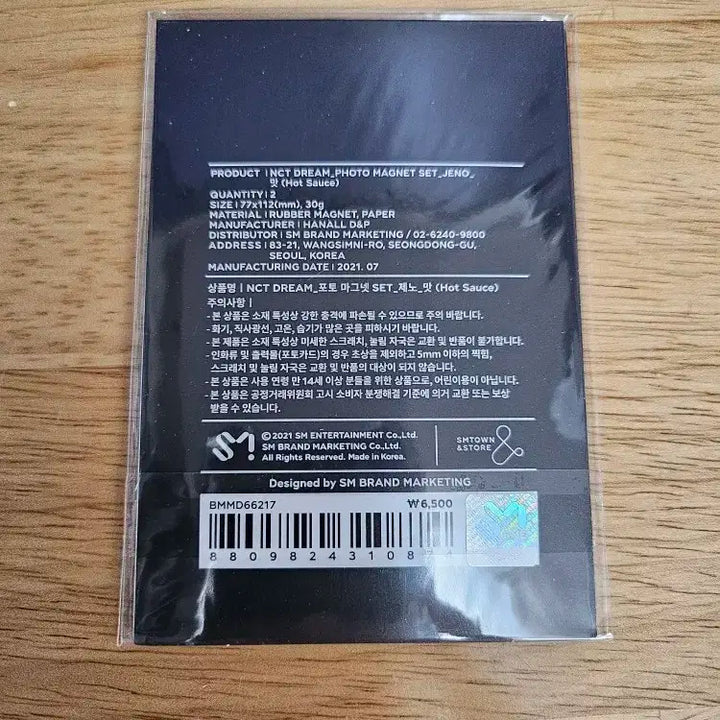 PRODUCT | NCT DREAM_PHOTO MAGNET SET_JENO_
맛 (Hot Sauce)
QUANTITY | 2
SIZE | 77x112(mm), 30g
MATERIAL | RUBBER MAGNET, PAPER
MANUFACTURER | HANALL D&P
DISTRIBUTOR | SM BRAND MARKETING / 02-6240-9800
ADDRESS | 83-21, WANGSIMNI-RO, SEONGDONG-GU,
SEOUL, KOREA
MANUFACTURING DATE | 2021. 07
상품명 | NCT DREAM_포토 마그넷 SET_제노_맛 (Hot Sauce)
주의사항 |
- 본 상품은 소재 특성상 강한 충격에 파손될 수 있으므로 주의 바랍니다.
- 화기, 직사광선, 고온, 습기가 많은 곳을 피하시기 바랍니다.
- 본 제품은 소재 특성상 미세한 스크래치, 눌림 자국은 교환 및 반품이 불가합니다.
- 인화류 및 출력물(포토카드)의 경우 초상을 제외하고 5mm 이하의 찍힘,
스크래치 및 눌림 자국은 교환 및 반품의 대상이 되지 않습니다.
- 본 상품은 사용 연령 만 14세 이상 분들을 위한 상품으로, 어린이용이 아닙니다.
- 본 상품은 공정거래위원회 고시 소비자 분쟁해결 기준에 의거 교환 또는 보상
받을 수 있습니다.
SM
©2021 SM ENTERTAINMENT Co.,Ltd.
SM BRAND MARKETING Co.,Ltd.
All Rights Reserved. Made in Korea.
SMTOWN
&STORE
Designed by SM BRAND MARKETING
BMMD66217 ₩6,500